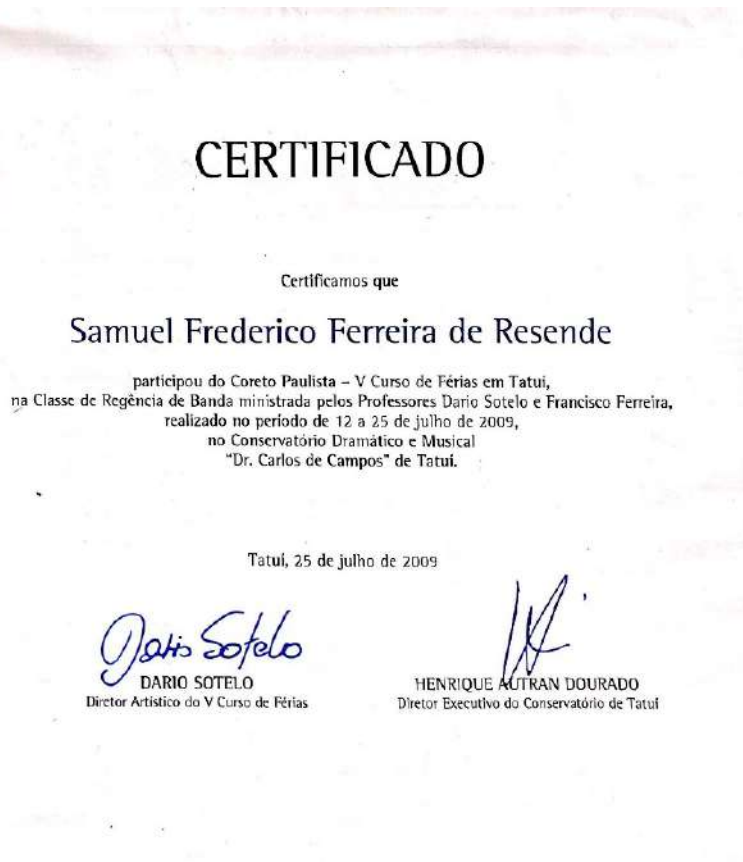 CERTIFICADO
Certificamos que
Samuel Frederico Ferreira de Resende
participou do Coreto Paulista – V Curso de Férias em Tatuí,
na Classe de Regência de Banda ministrada pelos Professores Dario Sotelo e Francisco Ferreira,
realizado no período de 12 a 25 de julho de 2009,
no Conservatório Dramático e Musical
"Dr. Carlos de Campos" de Tatuí.
Tatuí, 25 de julho de 2009
Dario Sotelo
DARIO SOTELO
Diretor Artístico do V Curso de Férias
HENRIQUE AUTRAN DOURADO
Diretor Executivo do Conservatório de Tatuí